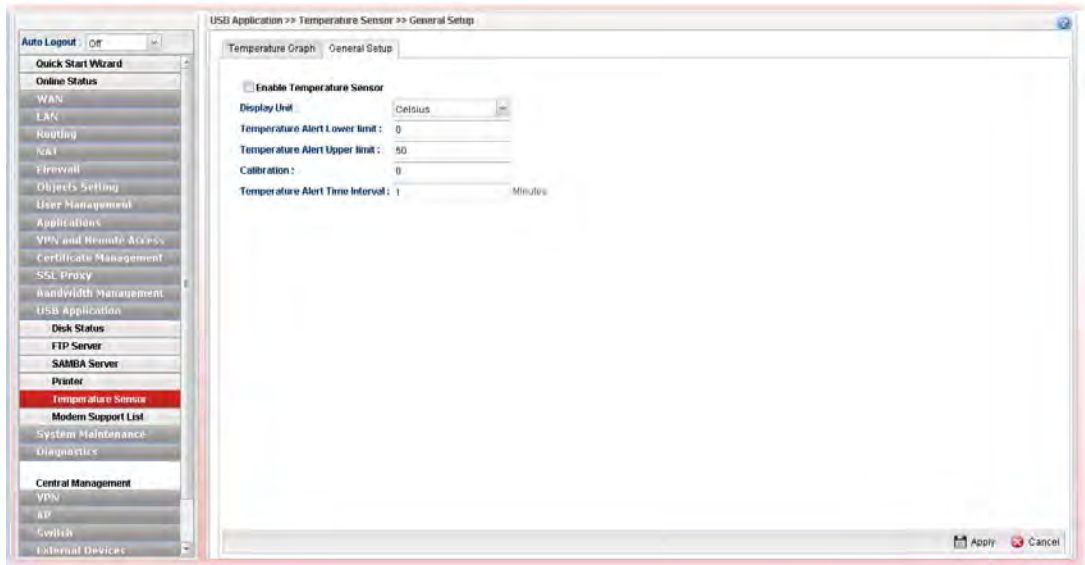 USB Application >> Temperature Sensor >> General Setup
Auto Logout : Off
Quick Start Wizard
Online Status
WAN
LAN
Routing
NAT
Firewall
Objects Setting
User Management
Applications
VPN and Remote Access
Certificate Management
SSL Proxy
Bandwidth Management
USB Application
Disk Status
FTP Server
SAMBA Server
Printer
Temperature Sensor
Modem Support List
System Maintenance
Diagnostics
Central Management
VPN
AP
Switch
External Devices
Temperature Graph
General Setup
Enable Temperature Sensor
Display Unit Celsius
Temperature Alert Lower limit : 0
Temperature Alert Upper limit : 50
Calibration : 0
Temperature Alert Time Interval : 1 Minutes
Apply
Cancel